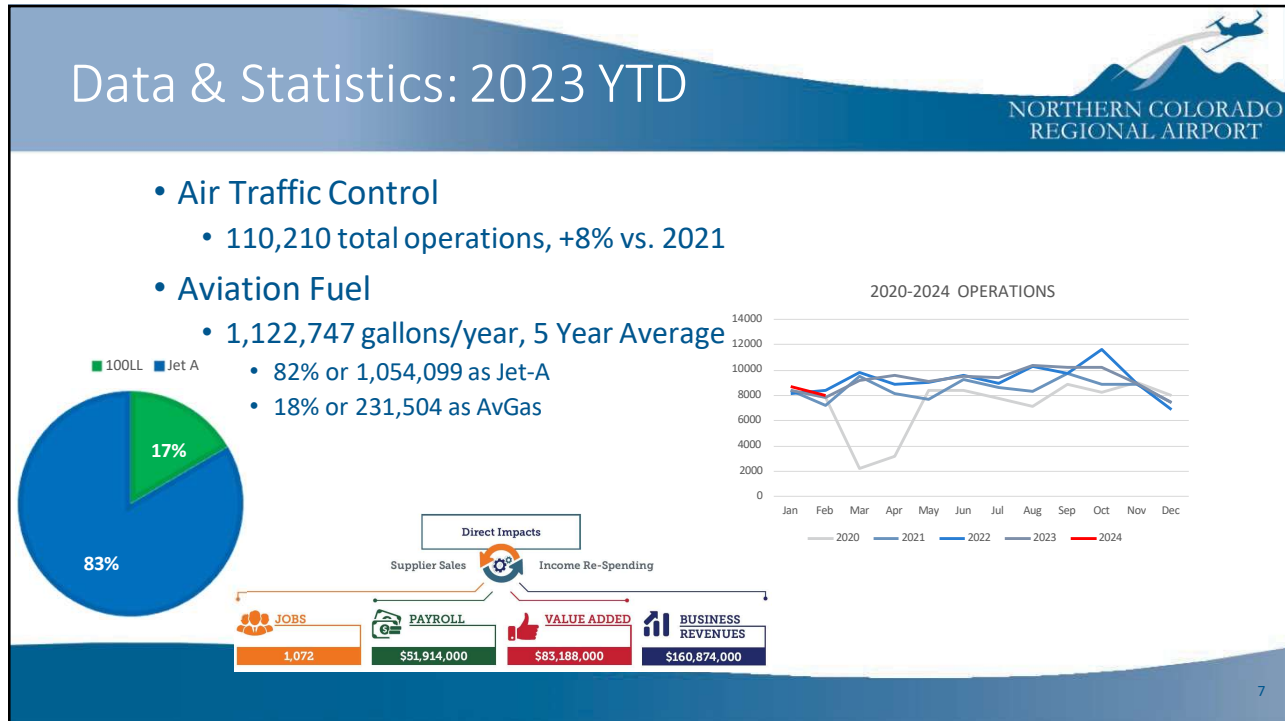 Data & Statistics: 2023 YTD
NORTHERN COLORADO
REGIONAL AIRPORT
• Air Traffic Control
• 110,210 total operations, +8% vs. 2021
• Aviation Fuel
• 1,122,747 gallons/year, 5 Year Average
• 82% or 1,054,099 as Jet-A
• 18% or 231,504 as AvGas
100LL Jet A
17%
83%
2020-2024 OPERATIONS
14000
12000
10000
8000
6000
4000
2000
0
Jan Feb Mar Apr May Jun Jul Aug Sep Oct Nov Dec
2020 2021 2022 2023 2024
Direct Impacts
Supplier Sales Income Re-Spending
JOBS
1,072
PAYROLL
$51,914,000
VALUE ADDED
$83,188,000
BUSINESS
REVENUES
$160,874,000
7